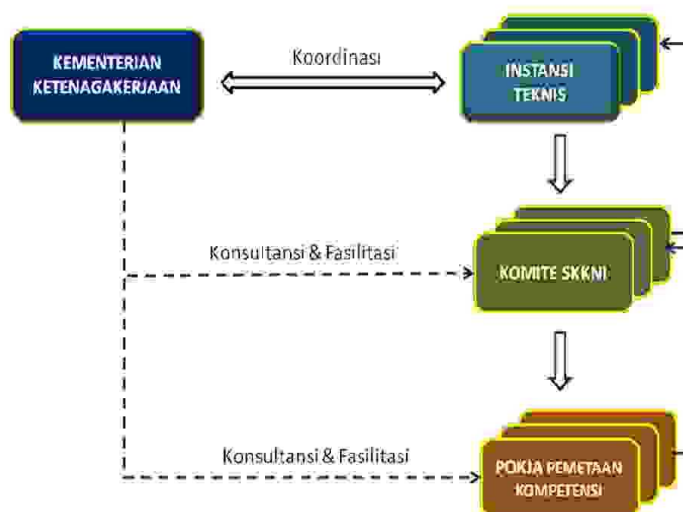 KEMENTERIAN
KETENAGAKERJAAN
Koordinasi
INSTANSI
TEKNIS
Konsultansi & Fasilitasi
KOMITE SKKNI
Konsultansi & Fasilitasi
POKJA PEMETAAN
KOMPETENSI